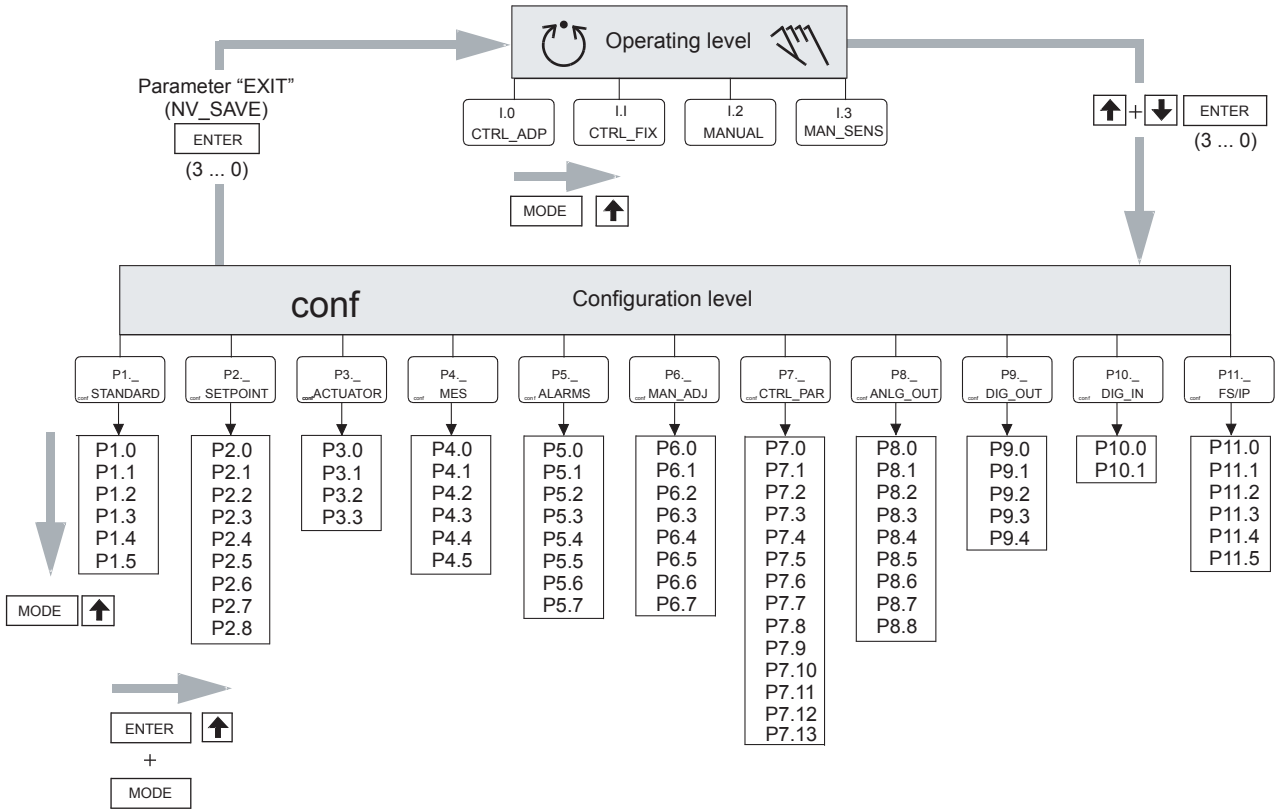 Operating level
Parameter “EXIT”
(NV_SAVE)
ENTER
(3 ... 0)
I.0
CTRL_ADP
I.I
CTRL_FIX
I.2
MANUAL
I.3
MAN_SENS
+ ENTER
(3 ... 0)
MODE
conf
Configuration level
P1._
conf STANDARD
P2._
conf SETPOINT
P3._
conf ACTUATOR
P4._
conf MES
P5._
conf ALARMS
P6._
conf MAN_ADJ
P7._
conf CTRL_PAR
P8._
conf ANLG_OUT
P9._
conf DIG_OUT
P10._
conf DIG_IN
P11._
conf FS/IP
P1.0
P1.1
P1.2
P1.3
P1.4
P1.5
P2.0
P2.1
P2.2
P2.3
P2.4
P2.5
P2.6
P2.7
P2.8
P3.0
P3.1
P3.2
P3.3
P4.0
P4.1
P4.2
P4.3
P4.4
P4.5
P5.0
P5.1
P5.2
P5.3
P5.4
P5.5
P5.6
P5.7
P6.0
P6.1
P6.2
P6.3
P6.4
P6.5
P6.6
P6.7
P7.0
P7.1
P7.2
P7.3
P7.4
P7.5
P7.6
P7.7
P7.8
P7.9
P7.10
P7.11
P7.12
P7.13
P8.0
P8.1
P8.2
P8.3
P8.4
P8.5
P8.6
P8.7
P8.8
P9.0
P9.1
P9.2
P9.3
P9.4
P10.0
P10.1
P11.0
P11.1
P11.2
P11.3
P11.4
P11.5
MODE
ENTER
+
MODE